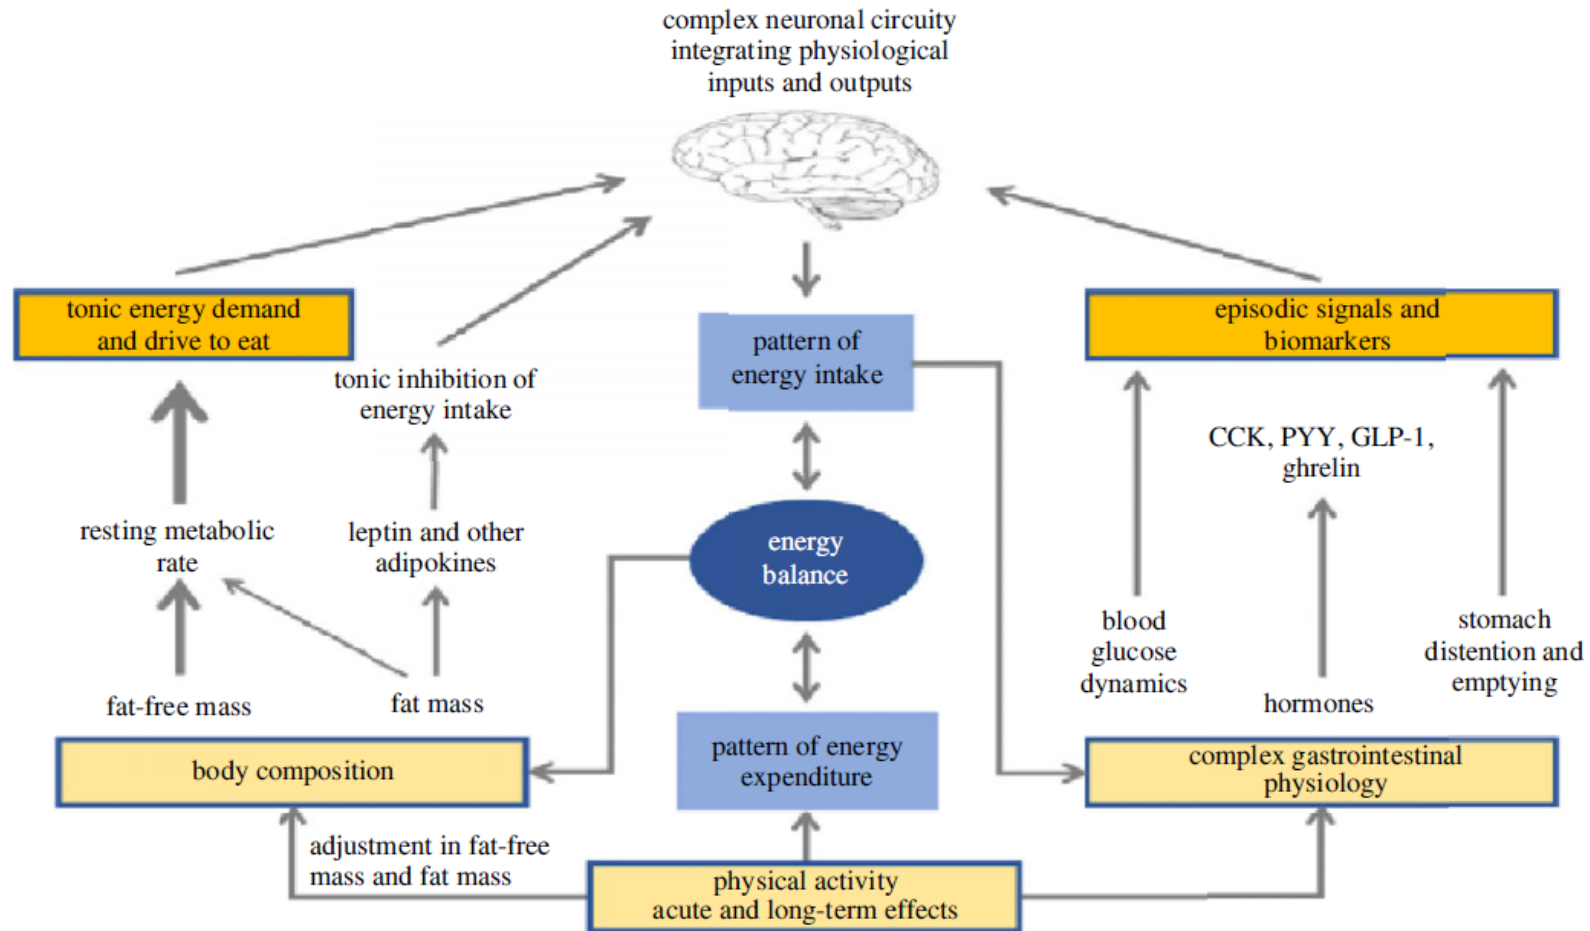 complex neuronal circuity
integrating physiological
inputs and outputs
tonic energy demand
and drive to eat
tonic inhibition of
energy intake
pattern of
energy intake
episodic signals and
biomarkers
CCK, PYY, GLP-1,
ghrelin
resting metabolic
rate
leptin and other
adipokines
energy
balance
blood
glucose
dynamics
stomach
distention and
emptying
fat-free mass
fat mass
hormones
body composition
pattern of energy
expenditure
complex gastrointestinal
physiology
adjustment in fat-free
mass and fat mass
physical activity
acute and long-term effects